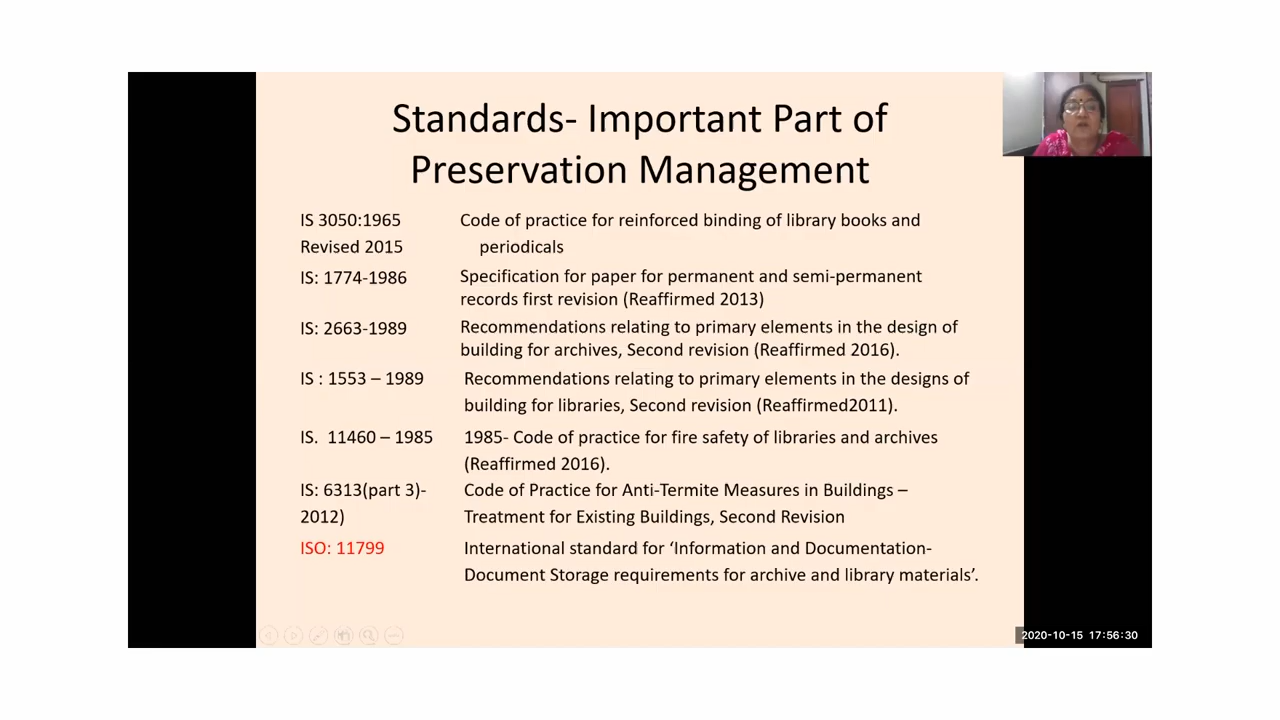 Standards- Important Part of
Preservation Management
IS 3050:1965 Code of practice for reinforced binding of library books and
Revised 2015 periodicals
IS: 1774-1986 Specification for paper for permanent and semi-permanent
records first revision (Reaffirmed 2013)
IS: 2663-1989 Recommendations relating to primary elements in the design of
building for archives, Second revision (Reaffirmed 2016).
IS : 1553 – 1989 Recommendations relating to primary elements in the designs of
building for libraries, Second revision (Reaffirmed2011).
IS. 11460 – 1985 1985- Code of practice for fire safety of libraries and archives
(Reaffirmed 2016).
IS: 6313(part 3)- Code of Practice for Anti-Termite Measures in Buildings –
2012) Treatment for Existing Buildings, Second Revision
ISO: 11799 International standard for ‘Information and Documentation-
Document Storage requirements for archive and library materials’.
2020-10-15 17:56:30